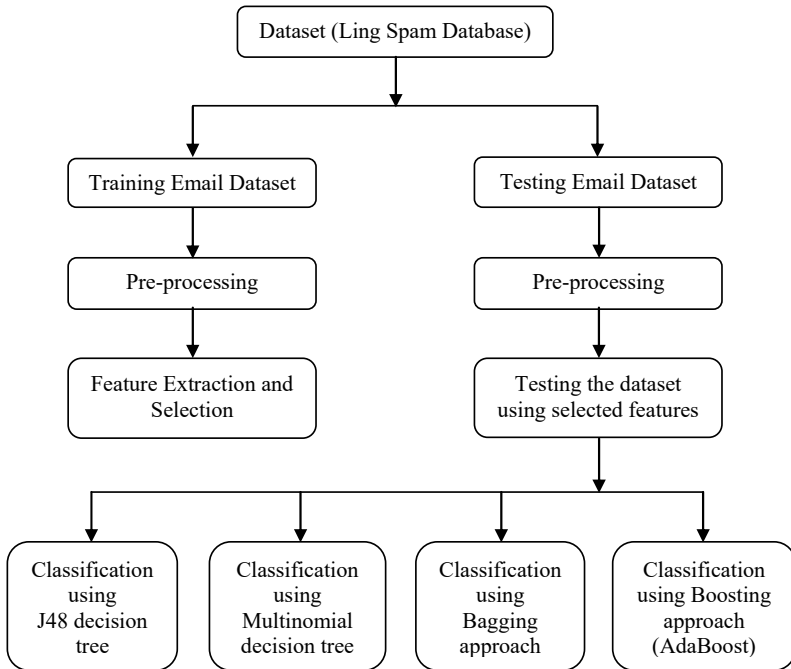 Dataset (Ling Spam Database)
Training Email Dataset
Testing Email Dataset
Pre-processing
Pre-processing
Feature Extraction and
Selection
Testing the dataset
using selected features
Classification
using
J48 decision
tree
Classification
using
Multinomial
decision tree
Classification
using
Bagging
approach
Classification
using Boosting
approach
(AdaBoost)